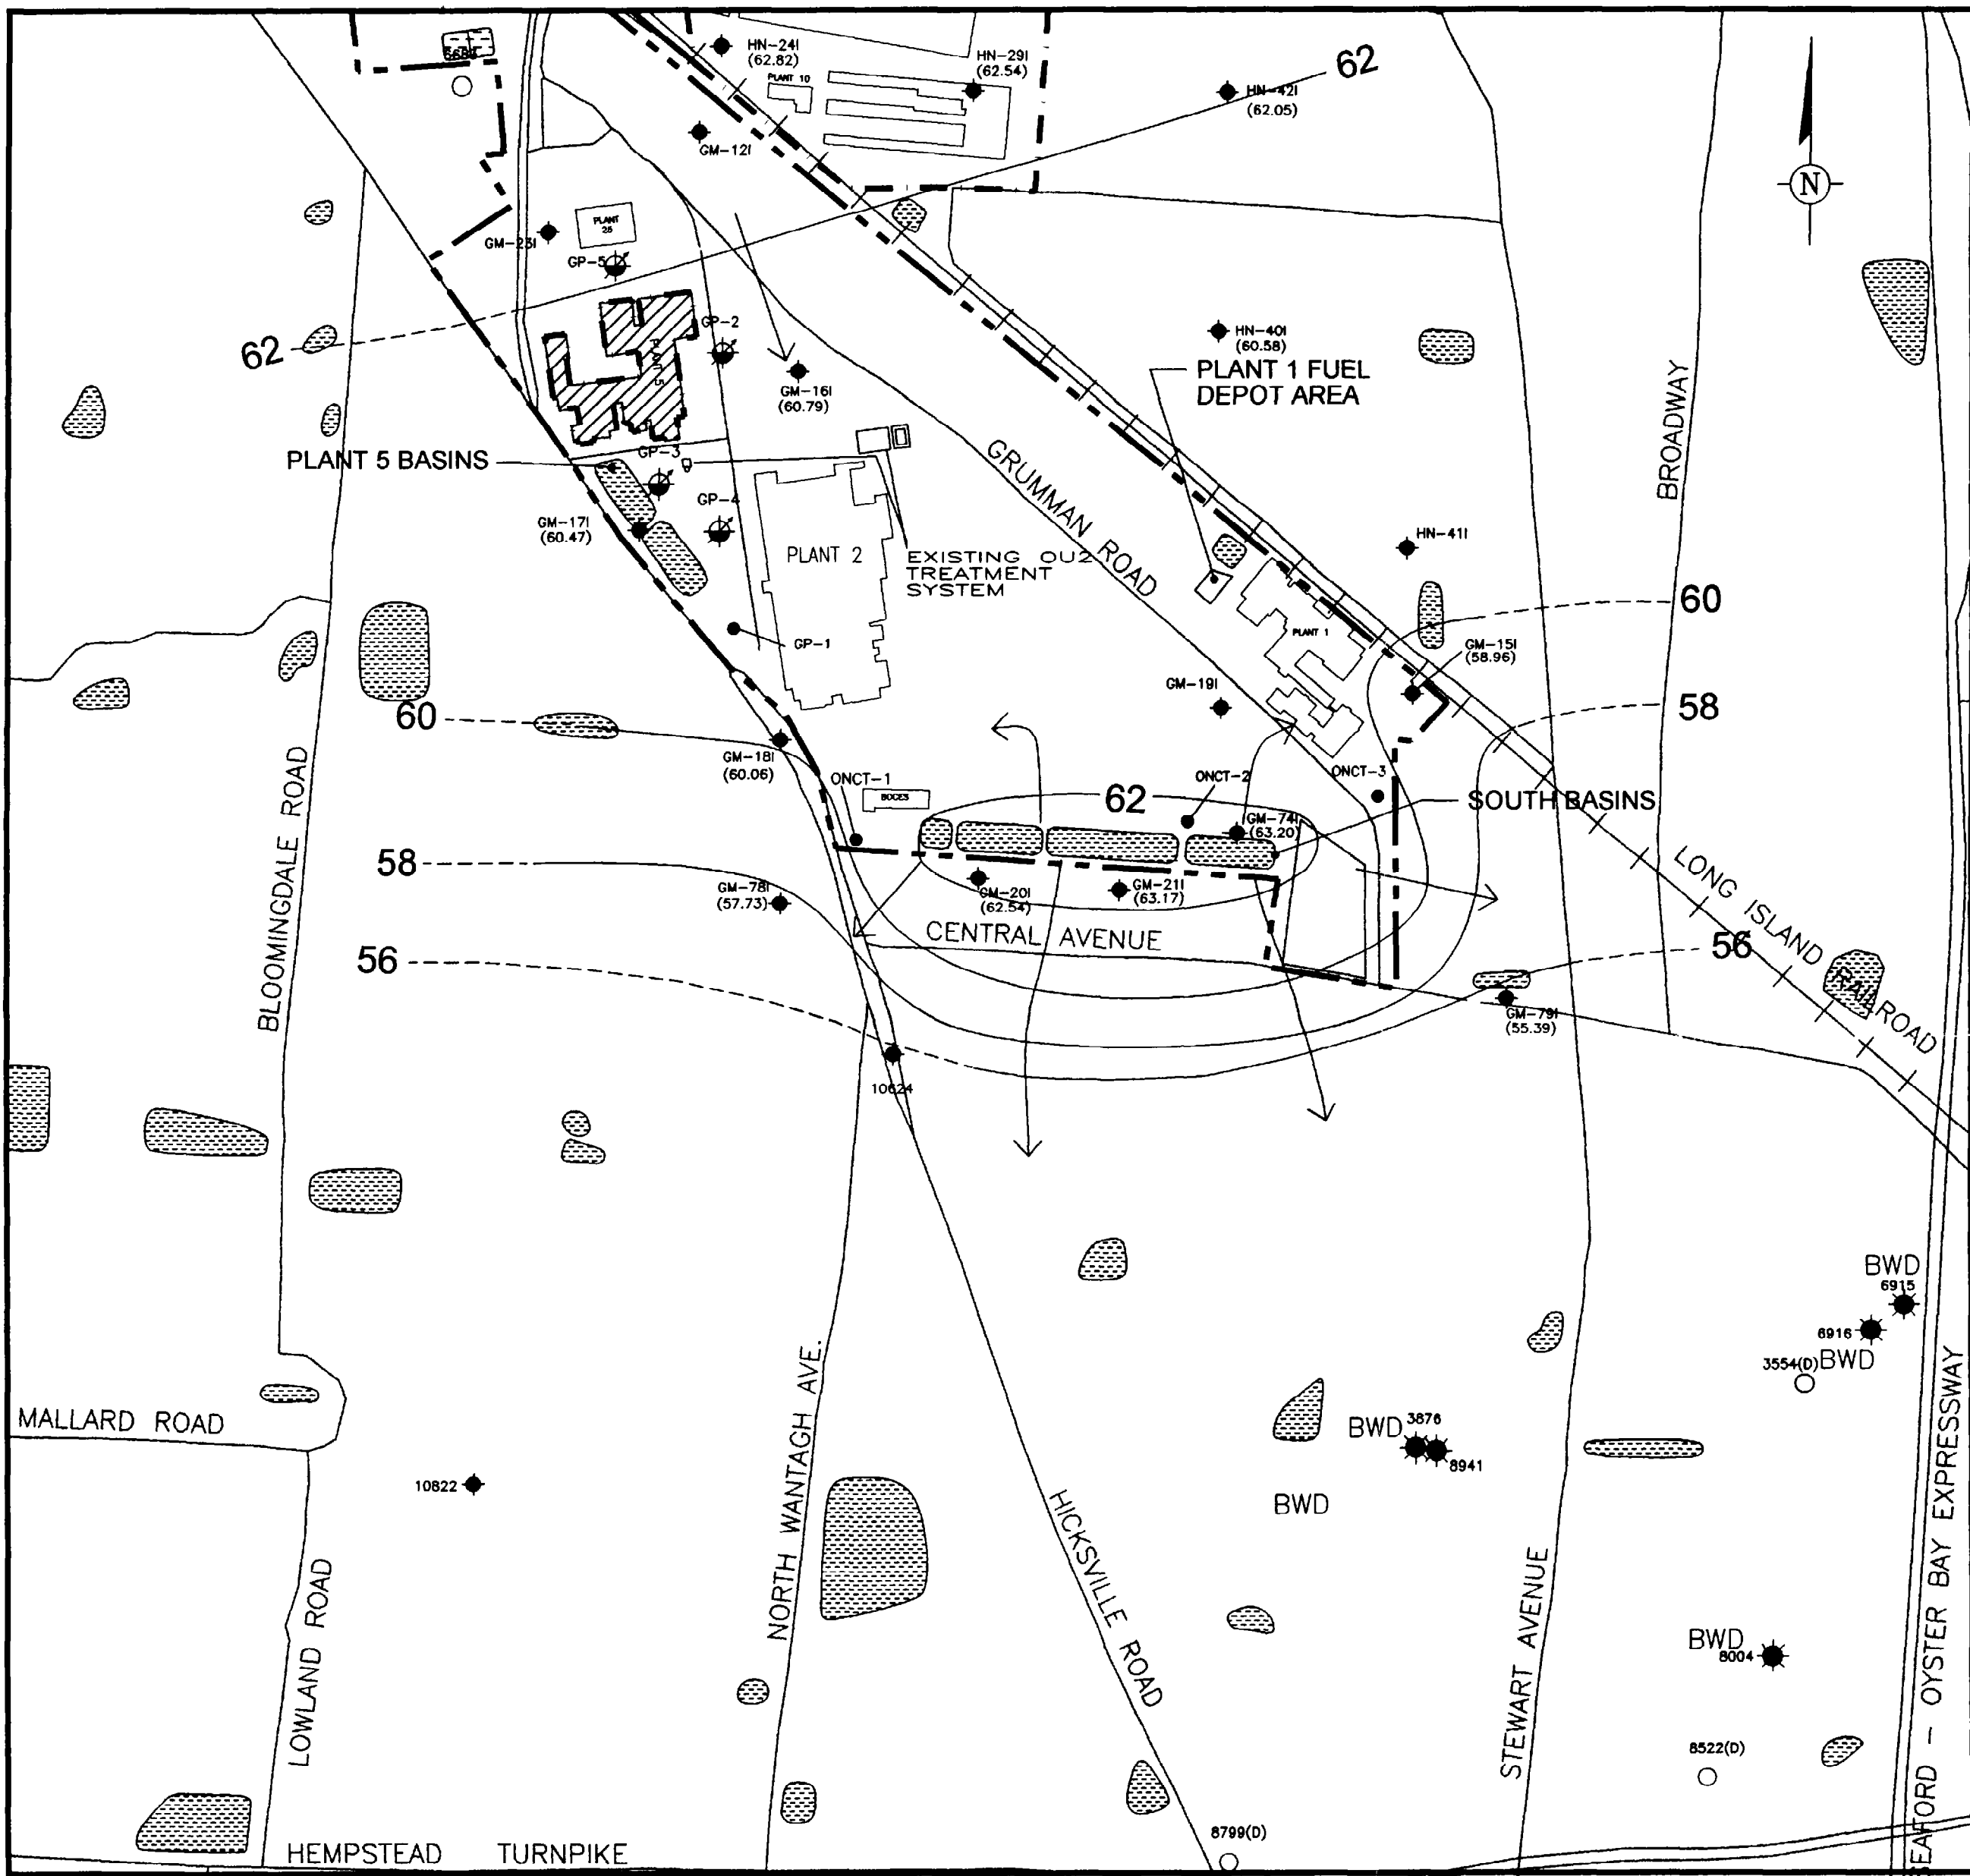 HN-24I
(62.82)
HN-29I
(62.54)
62
PLANT 10
HN-42I
(62.05)
GM-12I
N
PLANT
25
GM-23I
GP-5
GP-2
62
HN-40I
(60.58)
PLANT 1 FUEL
DEPOT AREA
PLANT 5
GM-16I
(60.79)
BROADWAY
PLANT 5 BASINS
GP-3
GRUMMAN ROAD
GP-4
GM-17I
(60.47)
PLANT 2
EXISTING OU2
TREATMENT
SYSTEM
HN-41I
60
GP-1
PLANT 1
GM-15I
(58.96)
GM-19I
58
60
GM-18I
(60.06)
ONCT-1
BOCES
62
ONCT-2
ONCT-3
SOUTH BASINS
BLOOMINGDALE ROAD
GM-74I
(63.20)
58
GM-78I
(57.73)
GM-20I
(62.54)
GM-21I
(63.17)
LONG ISLAND RAILROAD
CENTRAL AVENUE
56
56
GM-79I
(55.39)
10624
BWD
6915
6916
BWD
3554(D)
MALLARD ROAD
BWD
3876
8941
10822
BWD
NORTH WANTAGH AVE.
HICKSVILLE ROAD
LOWLAND ROAD
STEWART AVENUE
BWD
8004
SEAFORD - OYSTER BAY EXPRESSWAY
8522(D)
8799(D)
HEMPSTEAD TURNPIKE